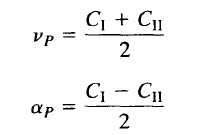 ν_P = (C_I + C_II) / 2
α_P = (C_I − C_II) / 2